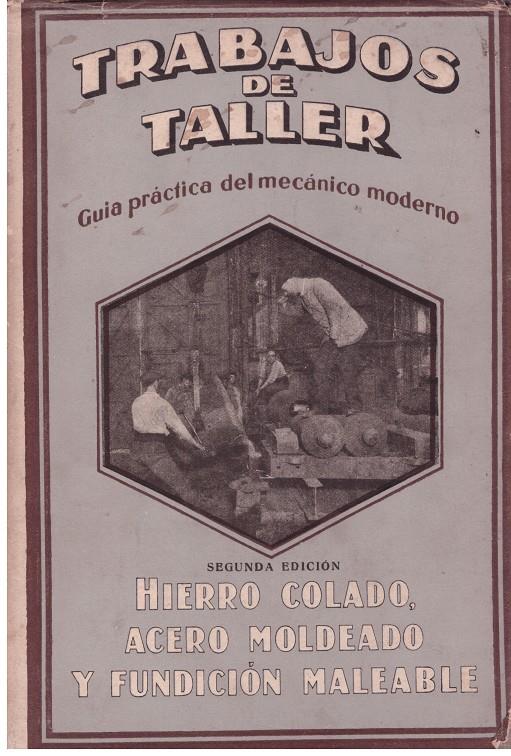 TRABAJOS
DE
TALLER
Guia práctica del mecánico moderno
SEGUNDA EDICIÓN
HIERRO COLADO,
ACERO MOLDEADO
Y FUNDICIÓN MALEABLE